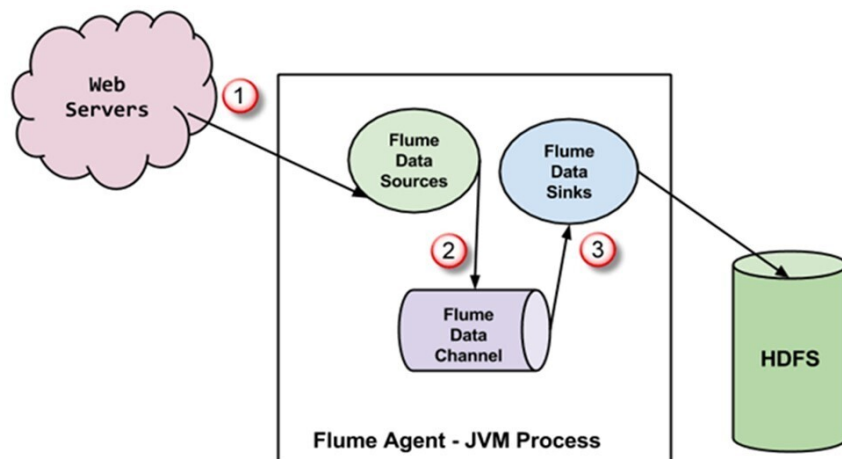 Web
Servers
1
Flume
Data
Sources
Flume
Data
Sinks
2
3
Flume
Data
Channel
HDFS
Flume Agent - JVM Process